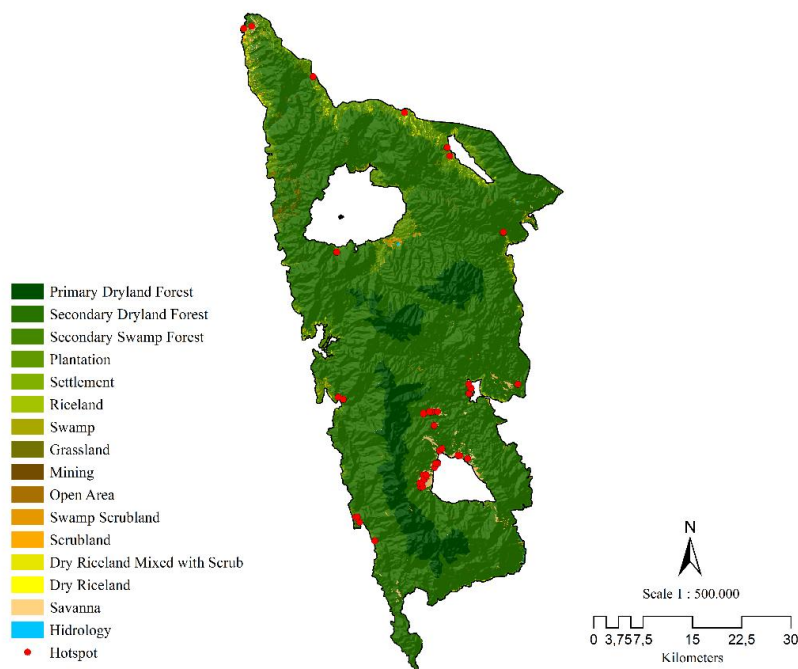 Primary Dryland Forest
Secondary Dryland Forest
Secondary Swamp Forest
Plantation
Settlement
Riceland
Swamp
Grassland
Mining
Open Area
Swamp Scrubland
Scrubland
Dry Riceland Mixed with Scrub
Dry Riceland
Savanna
Hidrology
Hotspot
N
Scale 1 : 500.000
0 3,757,5 15 22,5 30
Kilometers